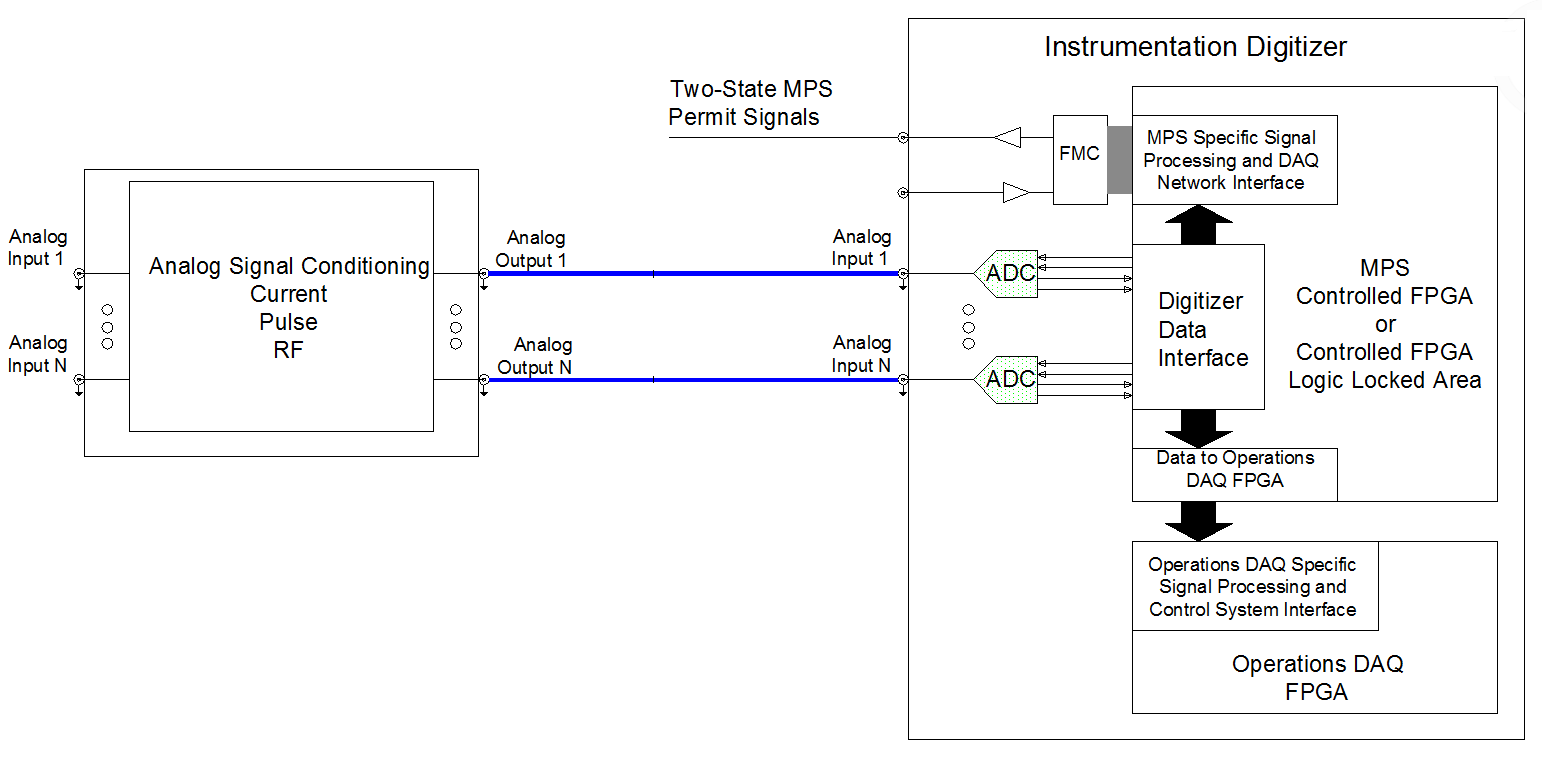 Instrumentation Digitizer
Two-State MPS
Permit Signals
FMC
MPS Specific Signal
Processing and DAQ
Network Interface
Analog
Input 1
Analog
Input N
Analog Signal Conditioning
Current
Pulse
RF
Analog
Output 1
Analog
Output N
Analog
Input 1
Analog
Input N
ADC
ADC
Digitizer
Data
Interface
MPS
Controlled FPGA
or
Controlled FPGA
Logic Locked Area
Data to Operations
DAQ FPGA
Operations DAQ Specific
Signal Processing and
Control System Interface
Operations DAQ
FPGA